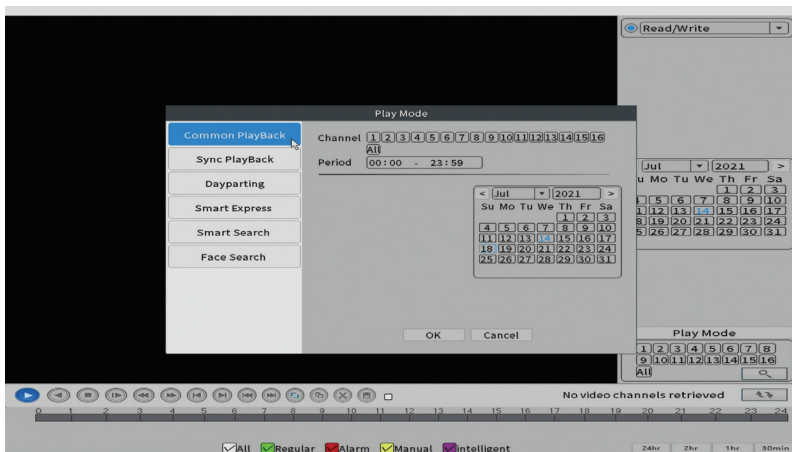 Read/Write
Play Mode
Common PlayBack
Sync PlayBack
Dayparting
Smart Express
Smart Search
Face Search
Channel 1 2 3 4 5 6 7 8 9 10 11 12 13 14 15 16
All
Period 00:00 - 23:59
< Jul 2021 >
Su Mo Tu We Th Fr Sa
1 2 3
4 5 6 7 8 9 10
11 12 13 14 15 16 17
18 19 20 21 22 23 24
25 26 27 28 29 30 31
OK Cancel
Jul 2021 >
u Mo Tu We Th Fr Sa
1 2 3
5 6 7 8 9 10
1 12 13 14 15 16 17
8 19 20 21 22 23 24
5 26 27 28 29 30 31
Play Mode
1 2 3 4 5 6 7 8
9 10 11 12 13 14 15 16
All
No video channels retrieved
0 1 2 3 4 5 6 7 8 9 10 11 12 13 14 15 16 17 18 19 20 21 22 23 24
All Regular Alarm Manual intelligent
24hr 2hr 1hr 30min